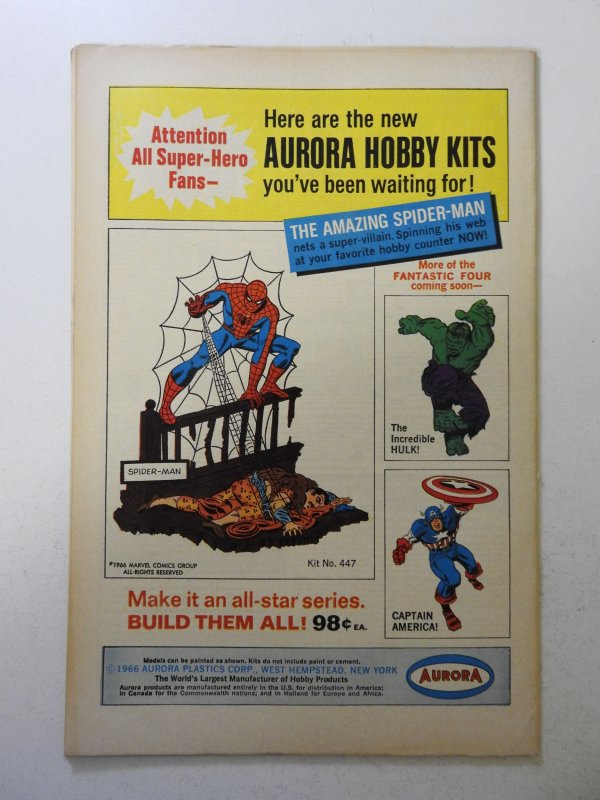 Attention
All Super-Hero
Fans—
Here are the new
AURORA HOBBY KITS
you've been waiting for!
THE AMAZING SPIDER-MAN
nets a super-villain. Spinning his web
at your favorite hobby counter NOW!
More of the
FANTASTIC FOUR
coming soon—
SPIDER-MAN
©1966 MARVEL COMICS GROUP
ALL RIGHTS RESERVED
Kit No. 447
The
Incredible
HULK!
CAPTAIN
AMERICA!
Make it an all-star series.
BUILD THEM ALL! 98¢ EA.
Models can be painted as shown. Kits do not include paint or cement.
© 1966 AURORA PLASTICS CORP., WEST HEMPSTEAD, NEW YORK
The World's Largest Manufacturer of Hobby Products
Aurora products are manufactured entirely in the U.S. for distribution in America;
in Canada for the Commonwealth nations; and in Holland for Europe and Africa.
AURORA